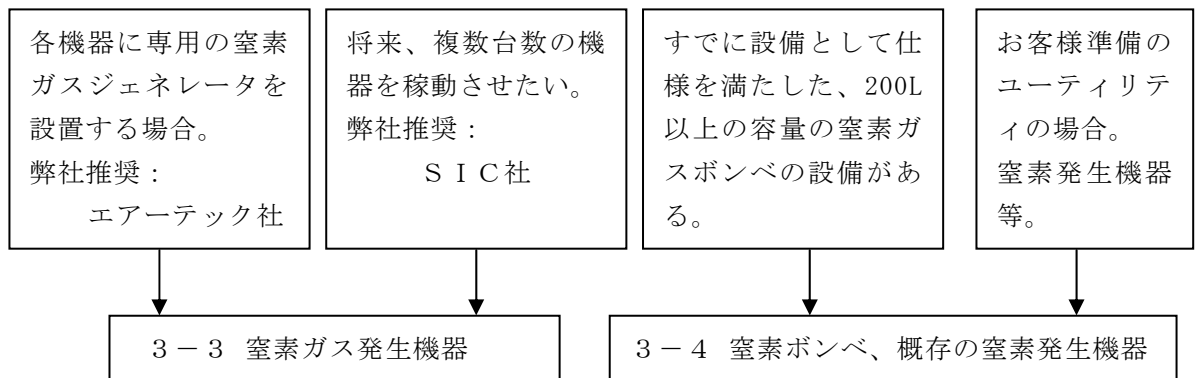 各機器に専用の窒素
ガスジェネレータを
設置する場合。
弊社推奨：
エアーテック社
将来、複数台数の機
器を稼動させたい。
弊社推奨：
ＳＩＣ社
すでに設備として仕
様を満たした、200L
以上の容量の窒素ガ
スボンベの設備があ
る。
お客様準備の
ユーティリテ
ィの場合。
窒素発生機器
等。
３－３ 窒素ガス発生機器
３－４ 窒素ボンベ、概存の窒素発生機器